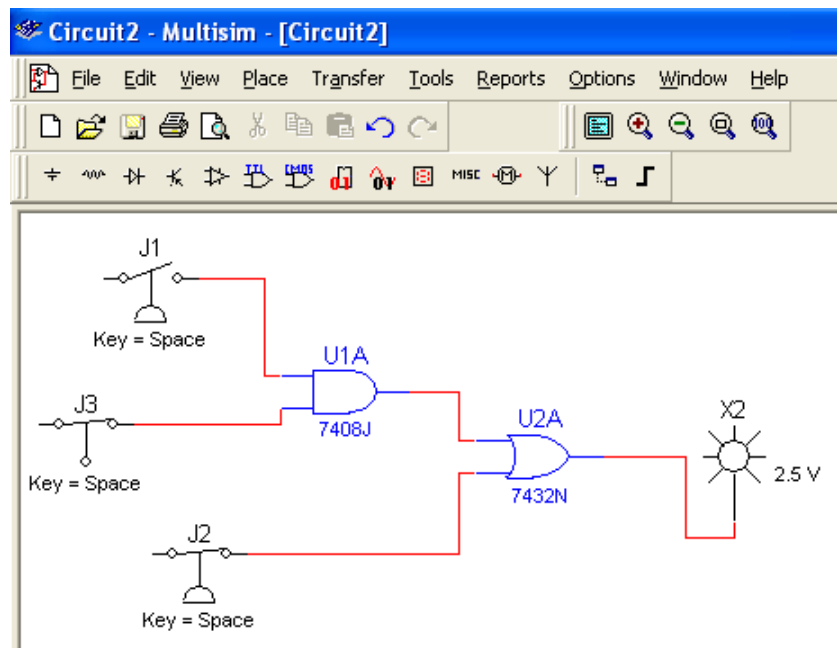 Circuit2 - Multisim - [Circuit2]
File Edit View Place Transfer Tools Reports Options Window Help
TTL CMOS MISC M
J1
Key = Space
U1A
7408J
J3
Key = Space
U2A
7432N
X2
2.5 V
J2
Key = Space